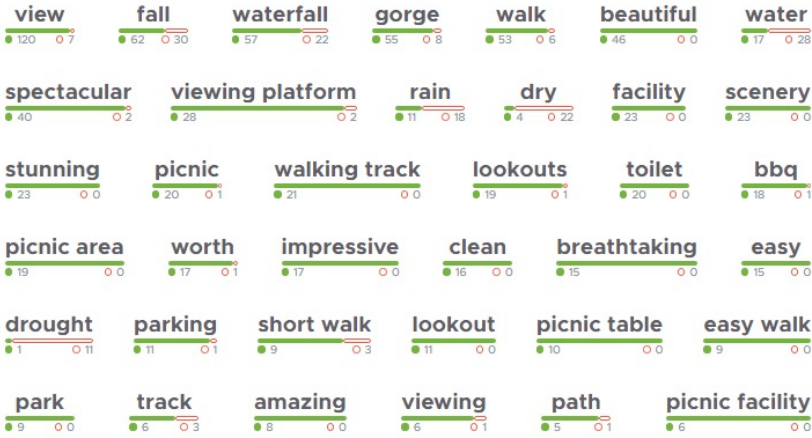 view fall waterfall gorge walk beautiful water
120 7 62 30 57 22 55 8 53 6 46 0 17 28
spectacular viewing platform rain dry facility scenery
40 2 28 2 11 18 4 22 23 0 23 0
stunning picnic walking track lookouts toilet bbq
23 0 20 1 21 0 19 1 20 0 18 1
picnic area worth impressive clean breathtaking easy
19 0 17 1 17 0 16 0 15 0 15 0
drought parking short walk lookout picnic table easy walk
1 11 11 1 9 3 11 0 10 0 9 0
park track amazing viewing path picnic facility
9 0 6 3 8 0 6 1 5 1 6 0